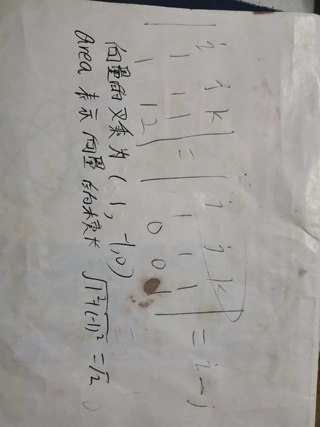 | i j k |
| 1 1 1 | =
| 1 1 2 |
| i j k |
| 1 1 1 | = i - j
| 0 0 1 |
向量的叉乘为 (1, -1, 0)
Area 表示向量的模长 √1²+(-1)² = √2